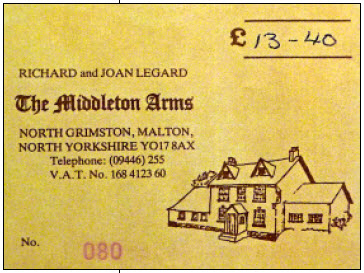 £ 13-40
RICHARD and JOAN LEGARD
The Middleton Arms
NORTH GRIMSTON, MALTON,
NORTH YORKSHIRE YO17 8AX
Telephone: (09446) 255
V.A.T. No. 168 4123 60
No. 080